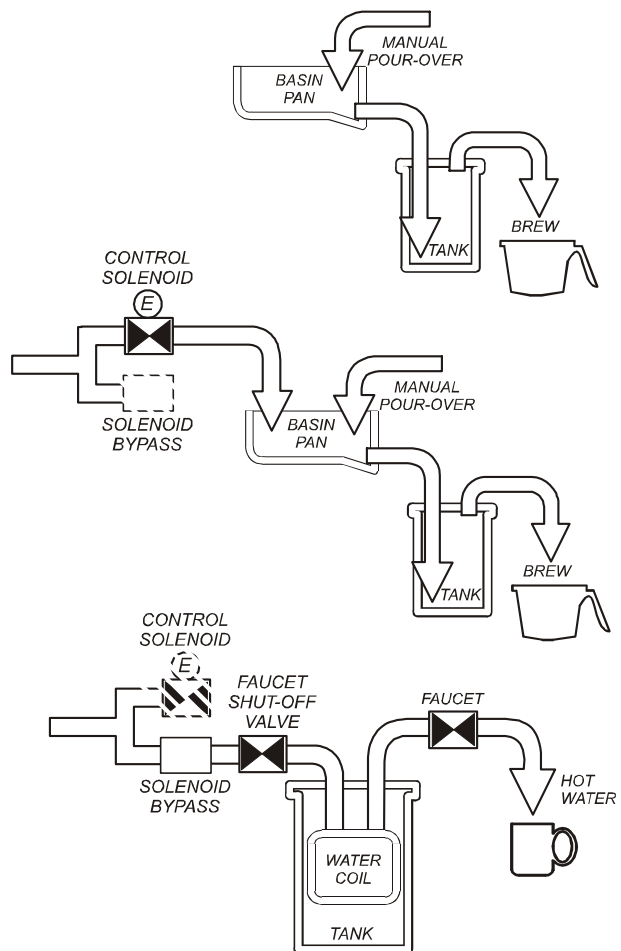 MANUAL
POUR-OVER
BASIN
PAN
TANK
BREW
CONTROL
SOLENOID
E
SOLENOID
BYPASS
MANUAL
POUR-OVER
BASIN
PAN
TANK
BREW
CONTROL
SOLENOID
E
FAUCET
SHUT-OFF
VALVE
FAUCET
SOLENOID
BYPASS
HOT
WATER
WATER
COIL
TANK